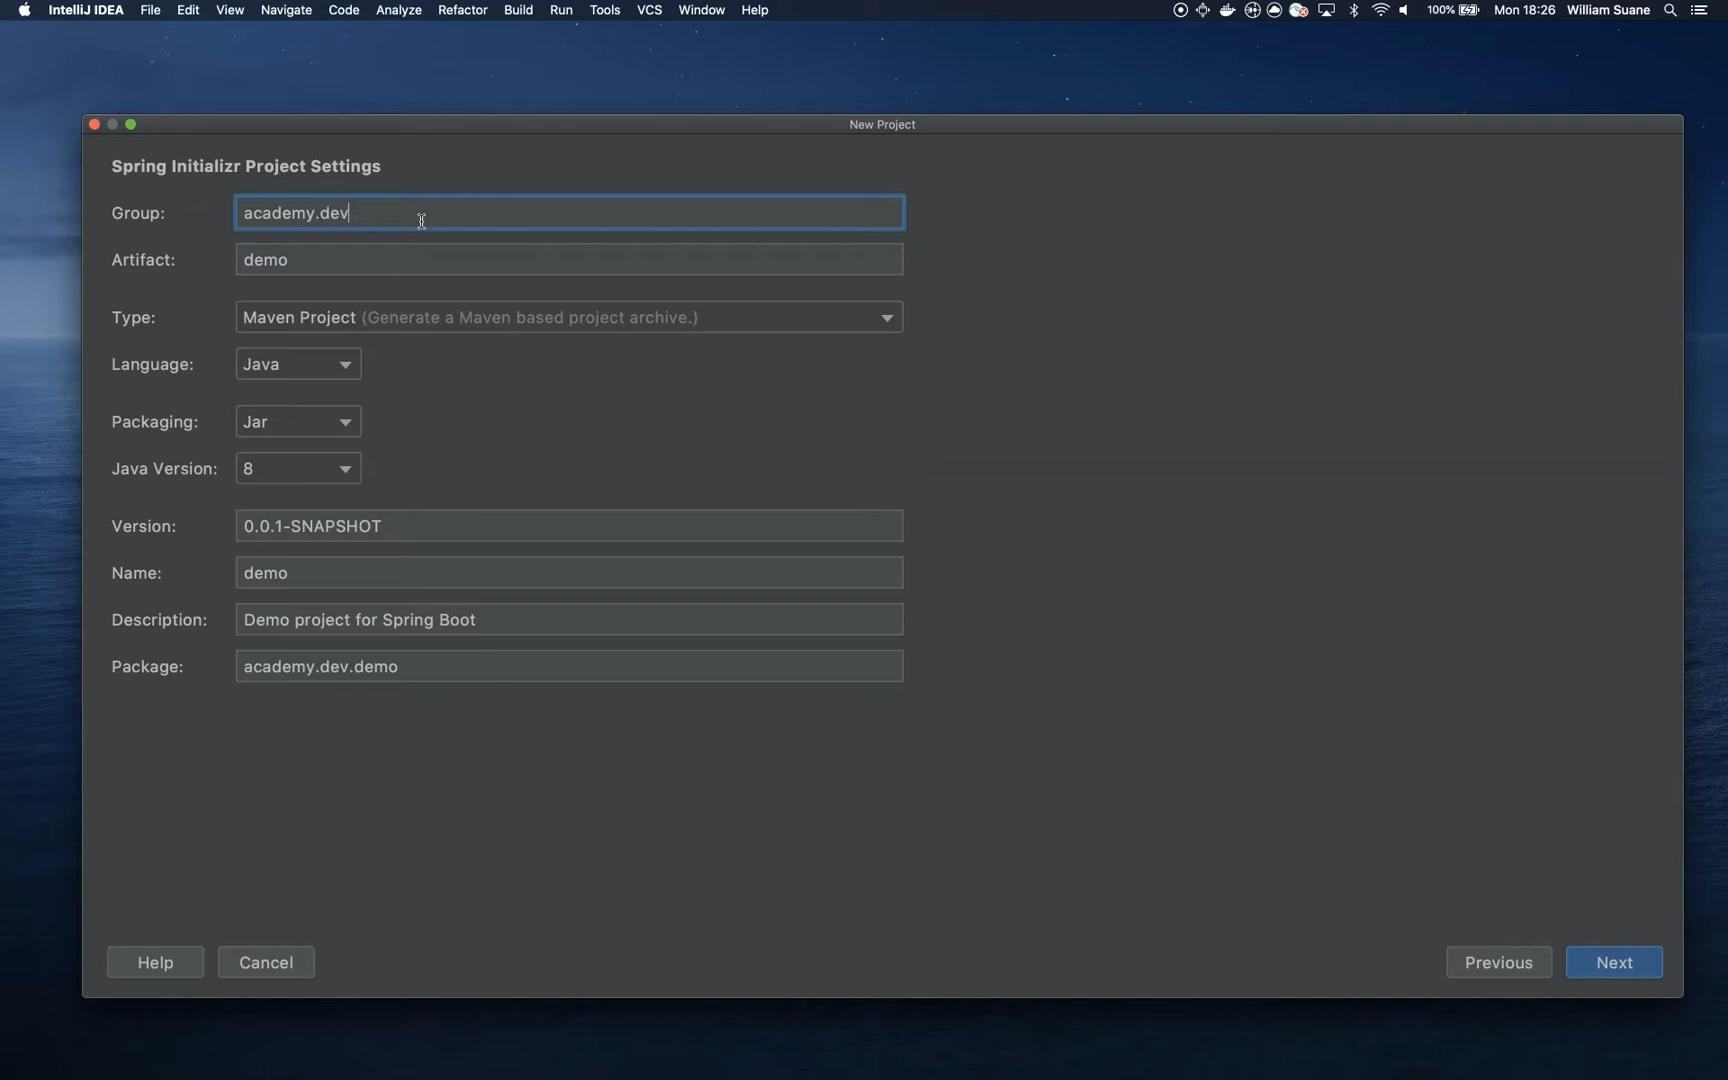 IntelliJ IDEA File Edit View Navigate Code Analyze Refactor Build Run Tools VCS Window Help 100% Mon 18:26 William Suane
New Project
Spring Initializr Project Settings
Group: academy.dev
Artifact: demo
Type: Maven Project (Generate a Maven based project archive.)
Language: Java
Packaging: Jar
Java Version: 8
Version: 0.0.1-SNAPSHOT
Name: demo
Description: Demo project for Spring Boot
Package: academy.dev.demo
Help Cancel Previous Next